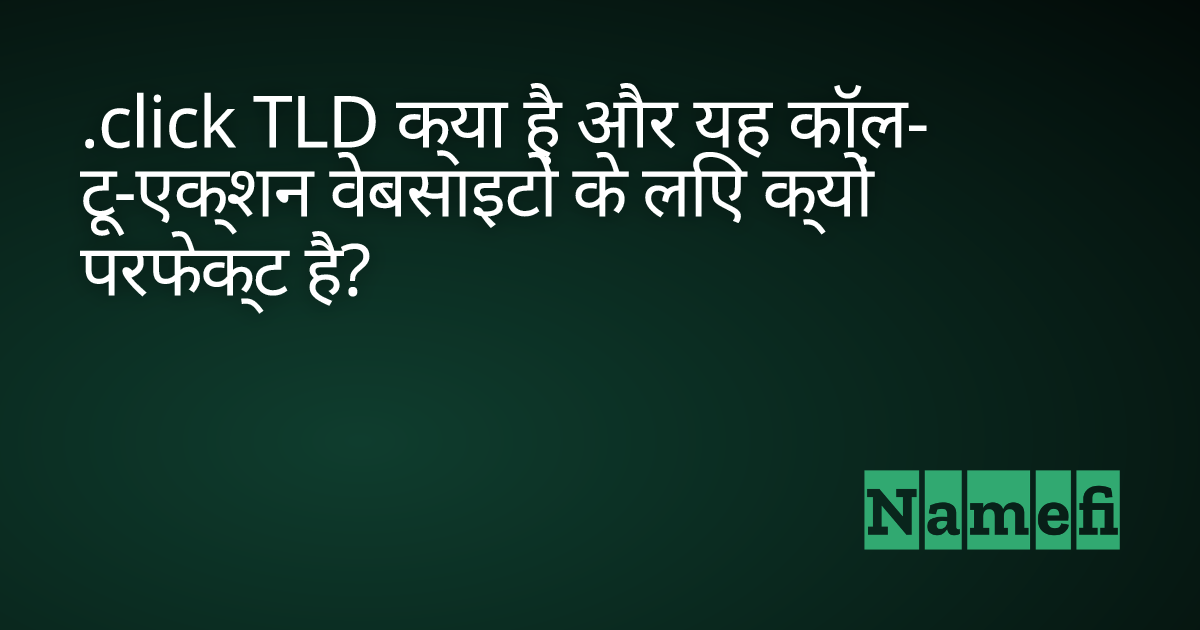 .click TLD क्या है और यह कॉल-
टू-एक्शन वेबसाइटों के लिए क्यों
परफेक्ट है?
Namefi